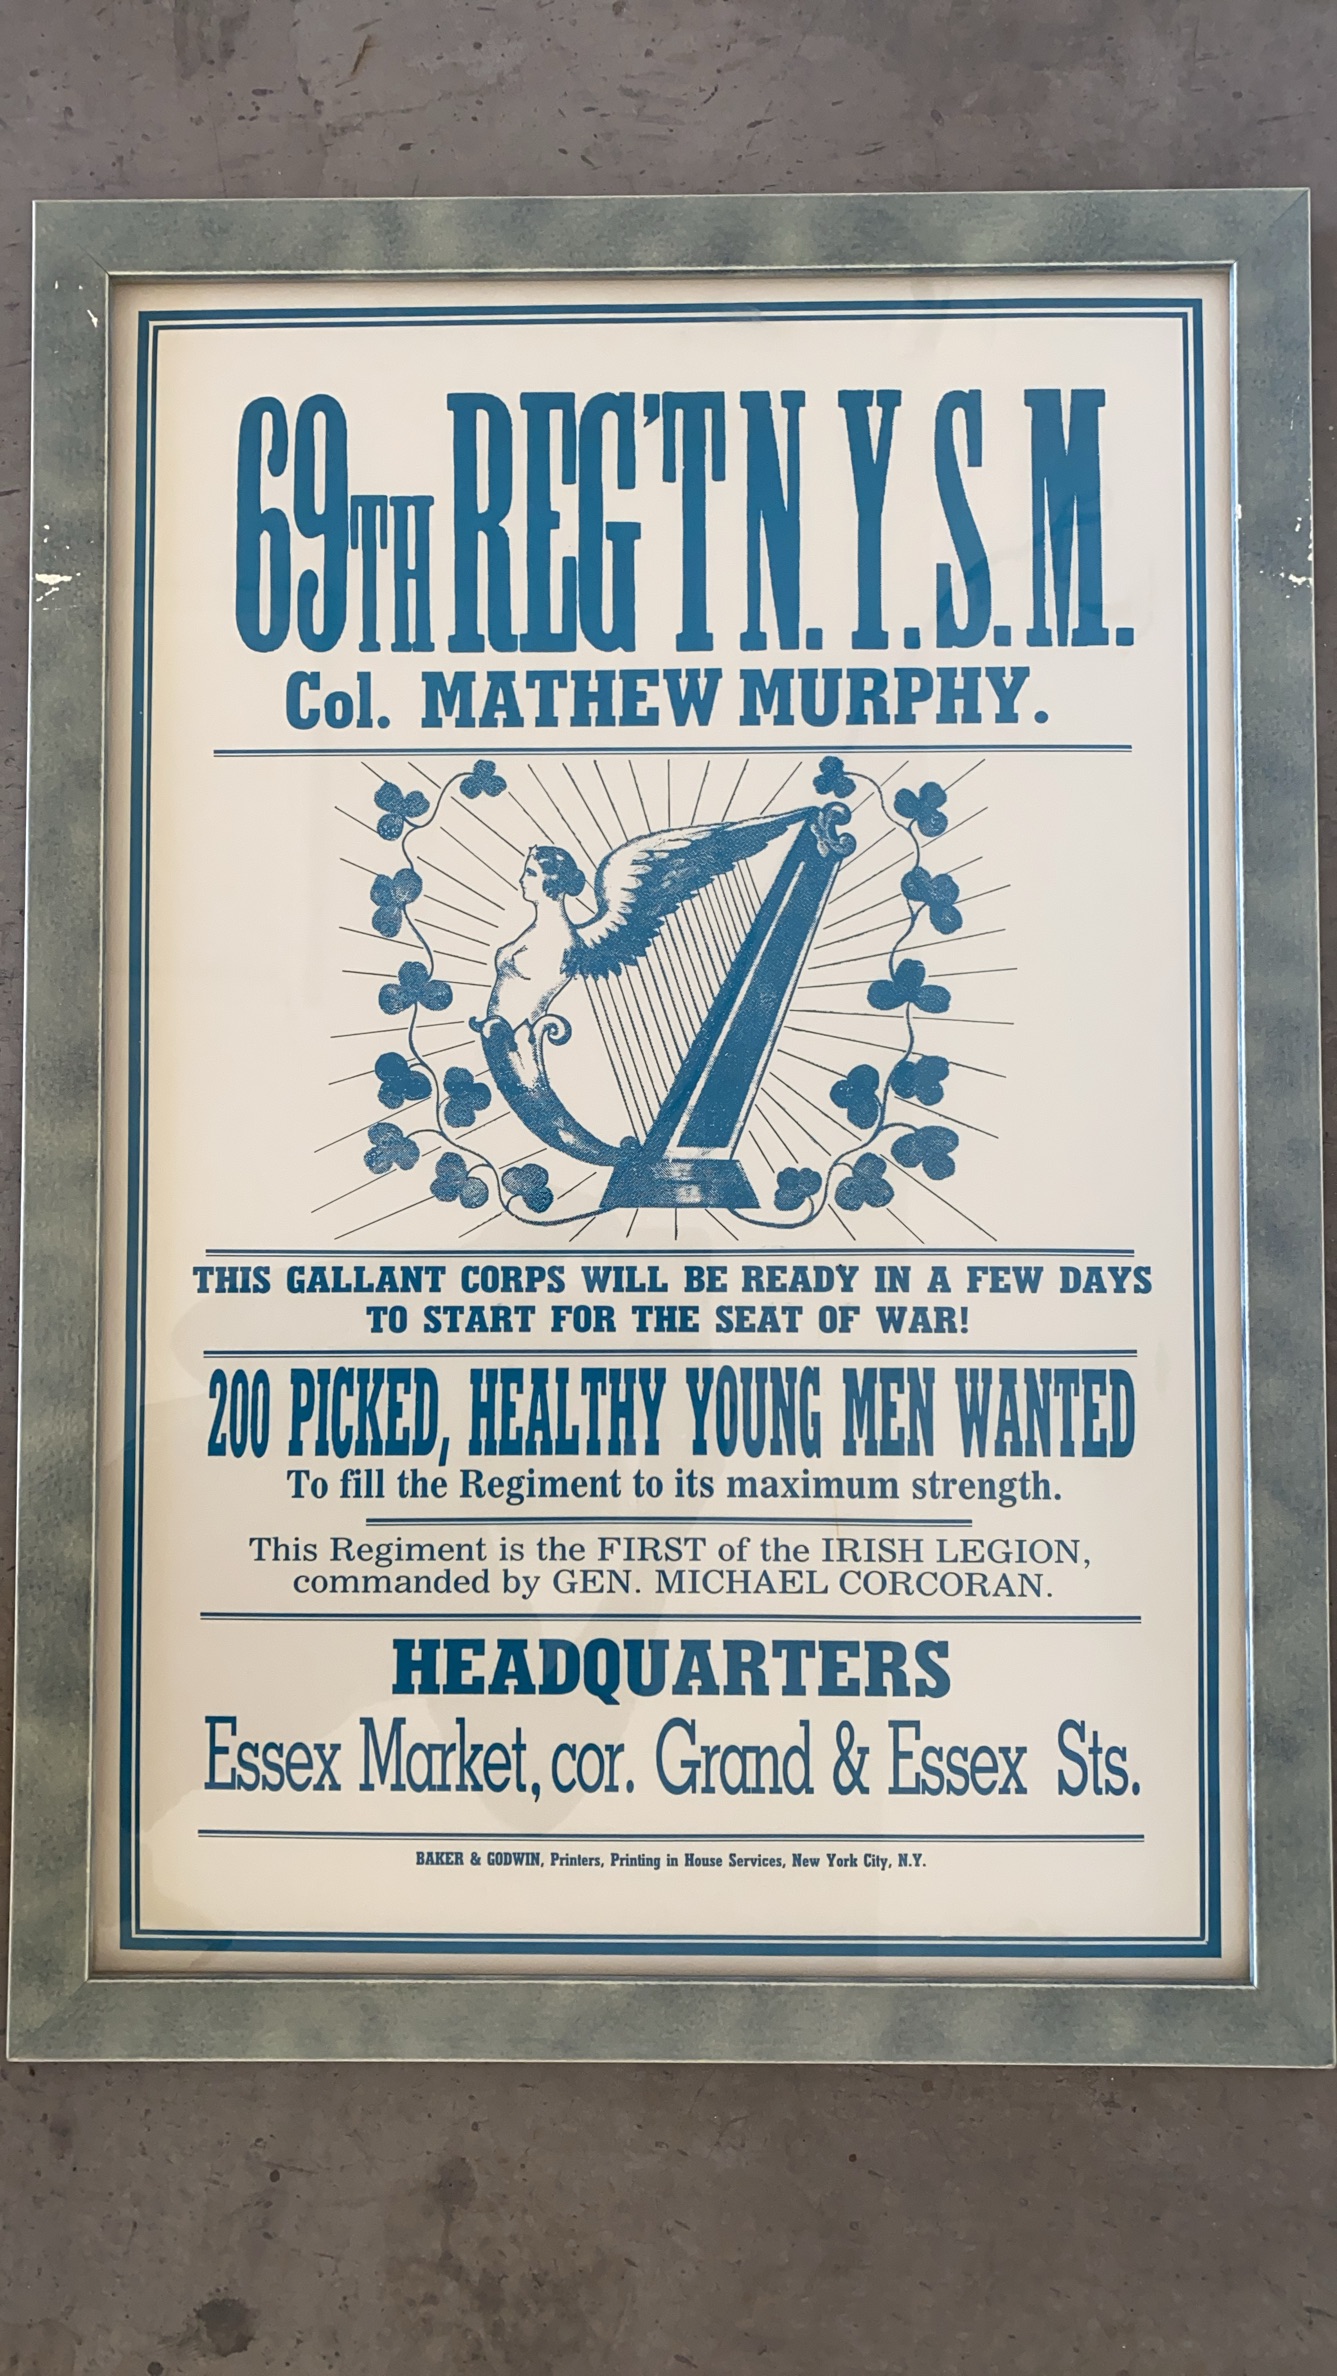 69TH REG'T N.Y.S.M.
Col. MATHEW MURPHY.
THIS GALLANT CORPS WILL BE READY IN A FEW DAYS
TO START FOR THE SEAT OF WAR!
200 PICKED, HEALTHY YOUNG MEN WANTED
To fill the Regiment to its maximum strength.
This Regiment is the FIRST of the IRISH LEGION,
commanded by GEN. MICHAEL CORCORAN.
HEADQUARTERS
Essex Market, cor. Grand & Essex Sts.
BAKER & GODWIN, Printers, Printing in House Services, New York City, N.Y.